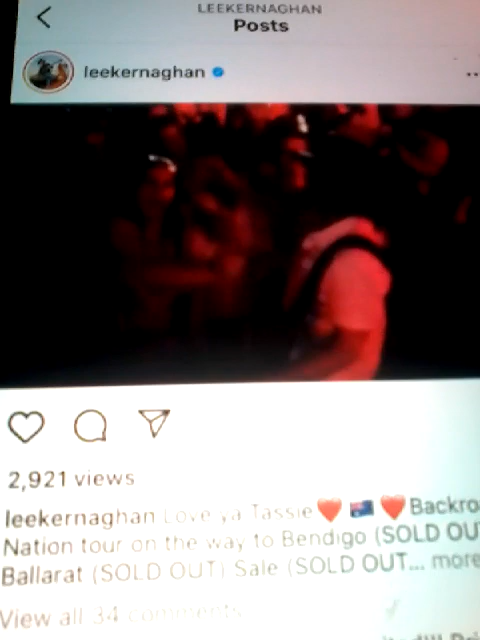 LEEKERNAGHAN
Posts
leekernaghan
2,921 views
leekernaghan Love ya Tassie❤️ 🇦🇺 ❤️Backro
Nation tour on the way to Bendigo (SOLD OU
Ballarat (SOLD OUT) Sale (SOLD OUT... more
View all 34 comments